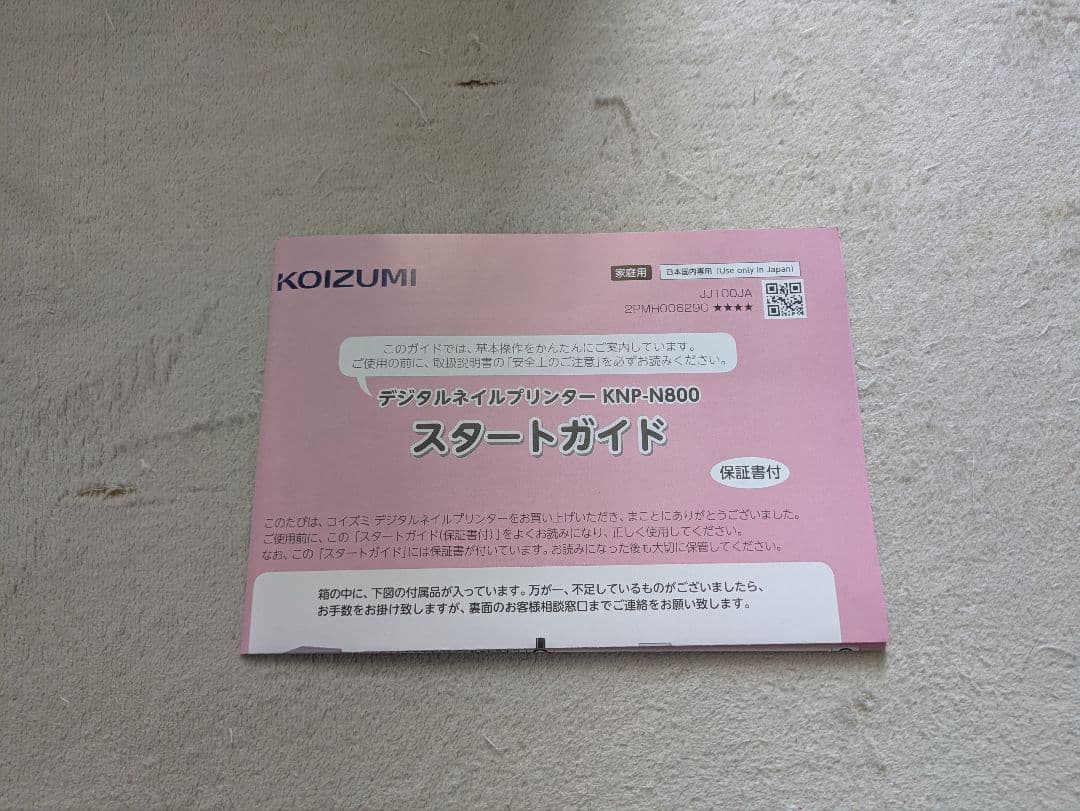 KOIZUMI
家庭用 日本国内専用 (Use only in Japan)
JJ100JA
2PMH00629C ★★★★
このガイドでは、基本操作をかんたんにご案内しています。
ご使用の前に、取扱説明書の「安全上のご注意」を必ずお読みください。
デジタルネイルプリンター KNP-N800
スタートガイド
保証書付
このたびは、コイズミ デジタルネイルプリンターをお買い上げいただき、まことにありがとうございました。
ご使用前に、この「スタートガイド(保証書付)」をよくお読みになり、正しく使用してください。
なお、この「スタートガイド」には保証書が付いています。お読みになった後も大切に保管してください。
箱の中に、下図の付属品が入っています。万が一、不足しているものがございましたら、
お手数をお掛け致しますが、裏面のお客様相談窓口までご連絡をお願い致します。